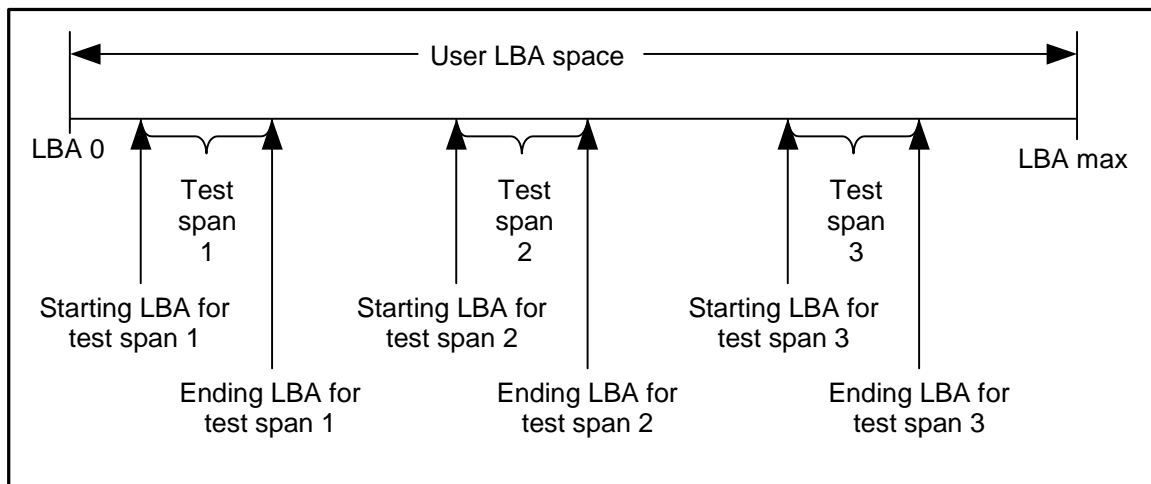 User LBA space
LBA 0
LBA max
Test
span
1
Test
span
2
Test
span
3
Starting LBA for
test span 1
Starting LBA for
test span 2
Starting LBA for
test span 3
Ending LBA for
test span 1
Ending LBA for
test span 2
Ending LBA for
test span 3